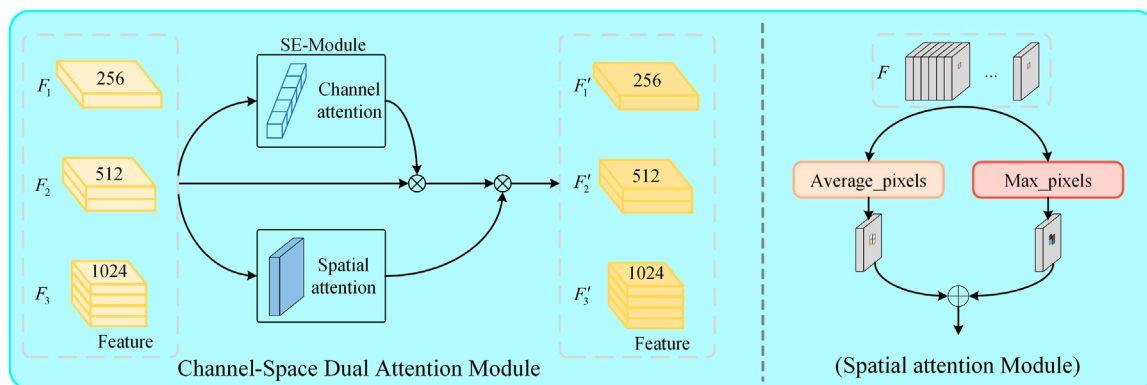 SE-Module
F₁
256
Channel
attention
F₂
512
F₃
1024
Spatial
attention
Feature
F₁′
256
F₂′
512
F₃′
1024
Feature
Channel-Space Dual Attention Module
F
...
Average_pixels
Max_pixels
(Spatial attention Module)